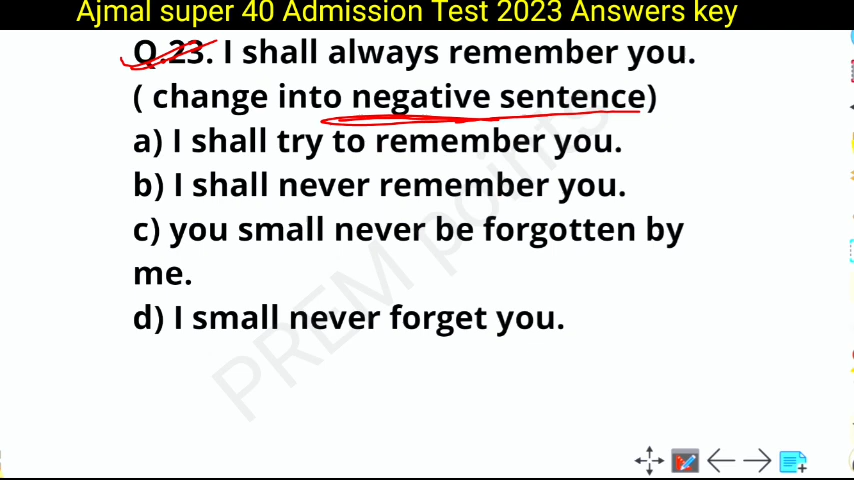 Ajmal super 40 Admission Test 2023 Answers key
Q.23. I shall always remember you.
( change into negative sentence)
a) I shall try to remember you.
b) I shall never remember you.
c) you small never be forgotten by
me.
d) I small never forget you.
PREM points